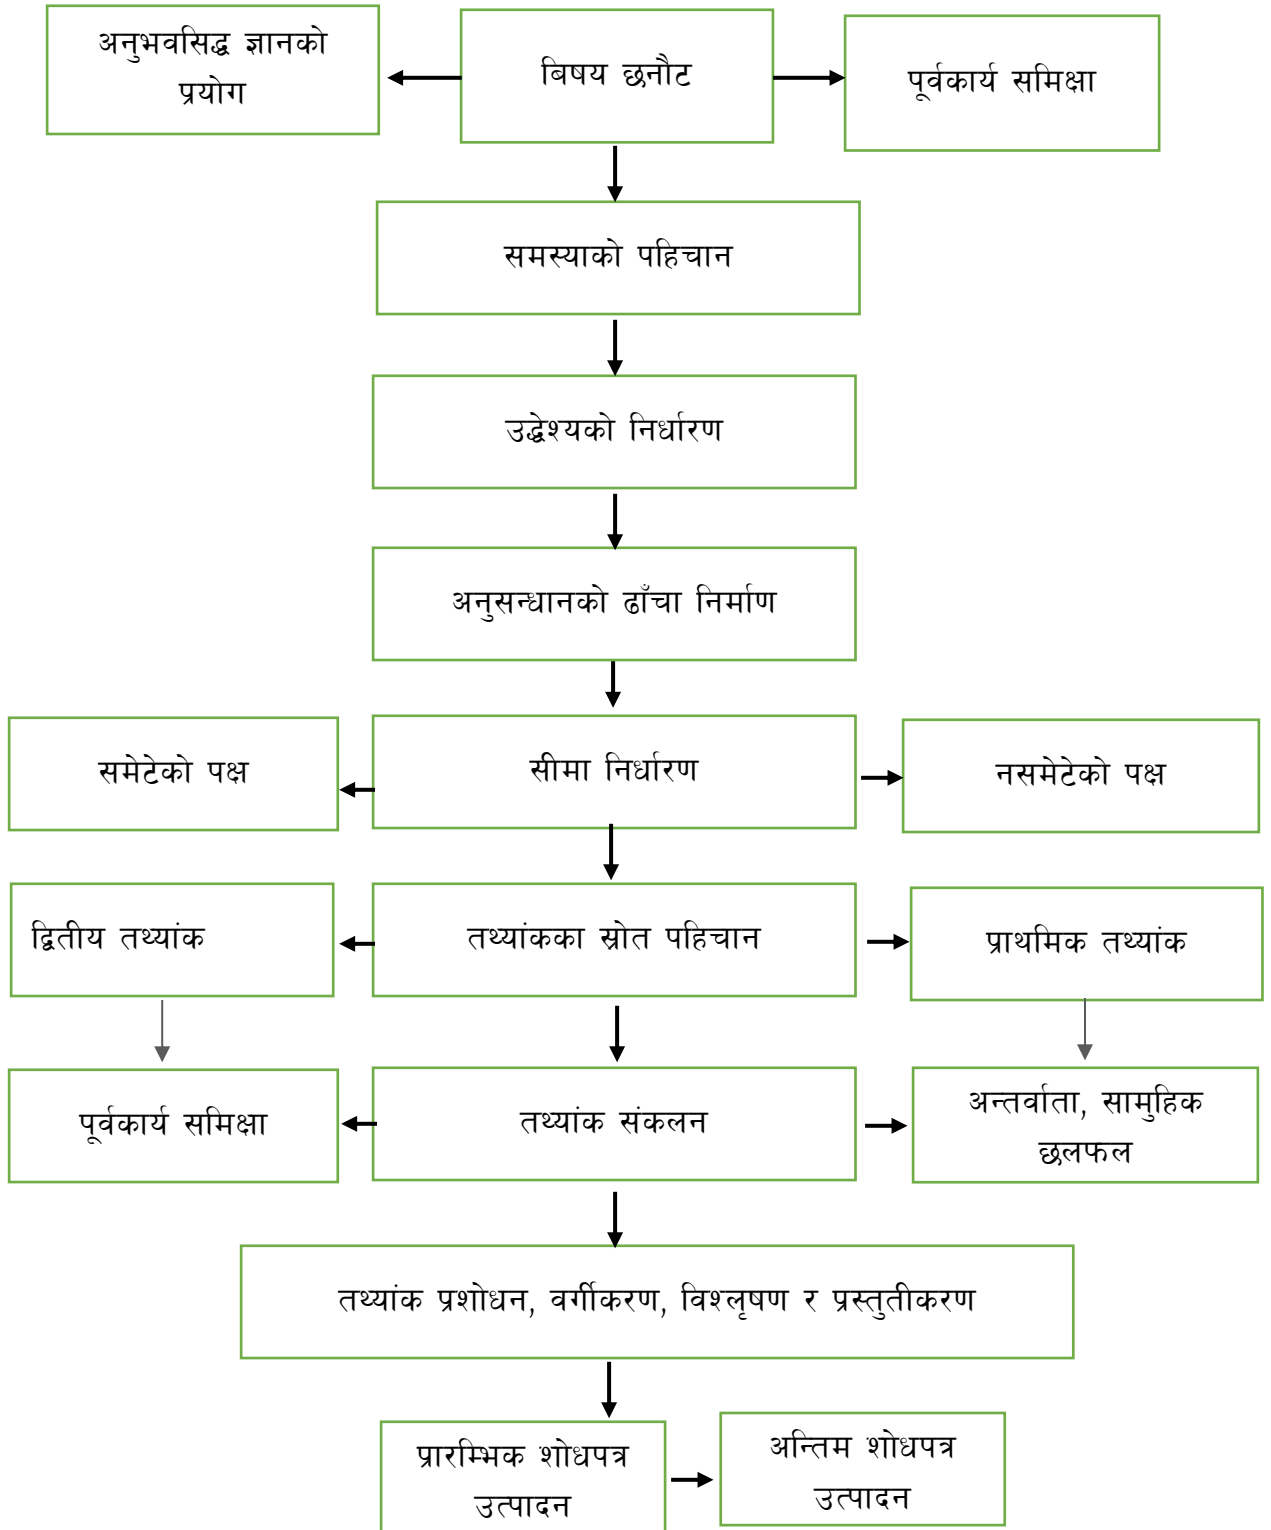 अनुभवसिद्ध ज्ञानको
प्रयोग
बिषय छनौट
पूर्वकार्य समिक्षा
समस्याको पहिचान
उद्धेश्यको निर्धारण
अनुसन्धानको ढाँचा निर्माण
समेटेको पक्ष
सीमा निर्धारण
नसमेटेको पक्ष
द्वितीय तथ्यांक
तथ्यांकका स्रोत पहिचान
प्राथमिक तथ्यांक
पूर्वकार्य समिक्षा
तथ्यांक संकलन
अन्तर्वाता, सामुहिक
छलफल
तथ्यांक प्रशोधन, वर्गीकरण, विश्लृषण र प्रस्तुतीकरण
प्रारम्भिक शोधपत्र
उत्पादन
अन्तिम शोधपत्र
उत्पादन